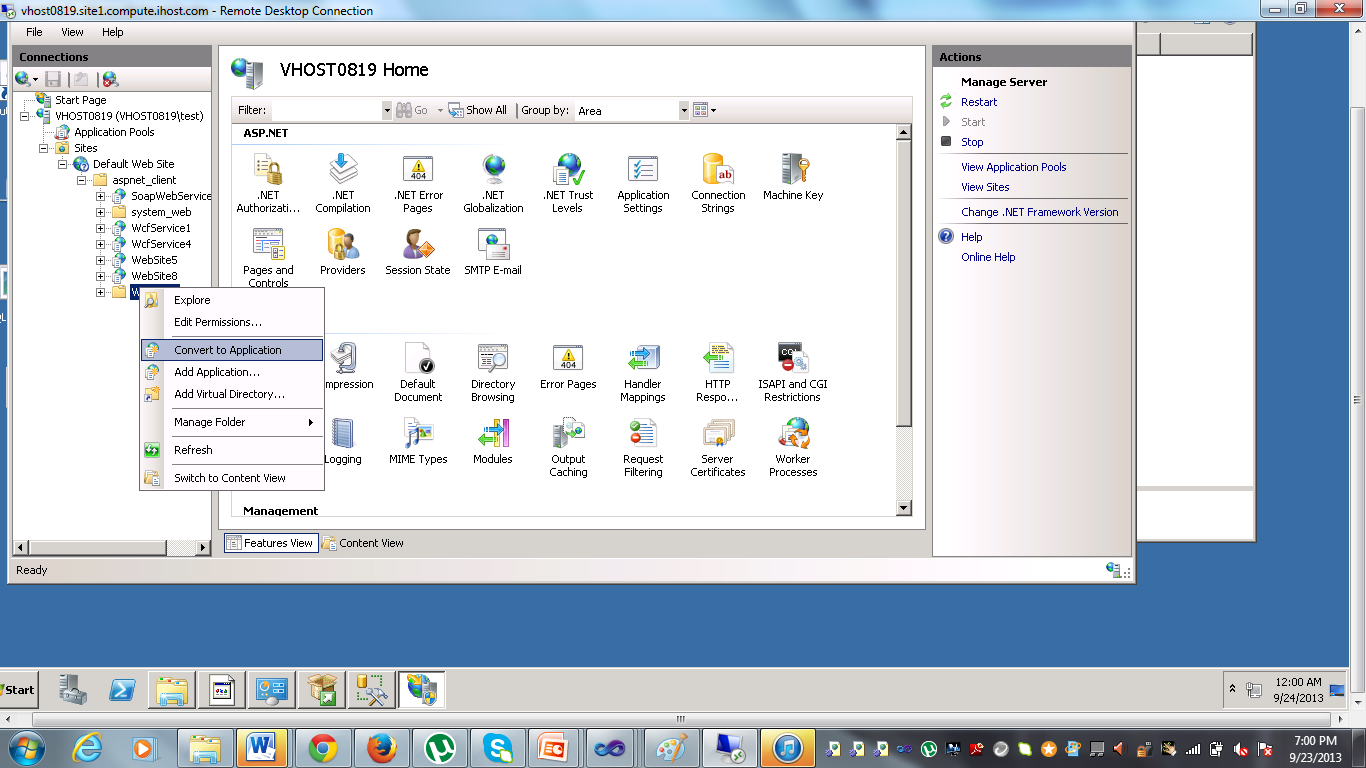 vhost0819.site1.compute.ihost.com - Remote Desktop Connection
File View Help
Connections
Start Page
VHOST0819 (VHOST0819\test)
Application Pools
Sites
Default Web Site
aspnet_client
SoapWebService
system_web
WcfService1
WcfService4
WebSite5
WebSite8
W
Explore
Edit Permissions...
Convert to Application
Add Application...
Add Virtual Directory...
Manage Folder
Refresh
Switch to Content View
VHOST0819 Home
Filter: Go Show All Group by: Area
ASP.NET
.NET Authorizati... .NET Compilation .NET Error Pages .NET Globalization .NET Trust Levels Application Settings Connection Strings Machine Key
Pages and Controls Providers Session State SMTP E-mail
mpression Default Document Directory Browsing Error Pages Handler Mappings HTTP Respo... ISAPI and CGI Restrictions
Logging MIME Types Modules Output Caching Request Filtering Server Certificates Worker Processes
Management
Features View Content View
Actions
Manage Server
Restart
Start
Stop
View Application Pools
View Sites
Change .NET Framework Version
Help
Online Help
Ready
Start
12:00 AM
9/24/2013
7:00 PM
9/23/2013